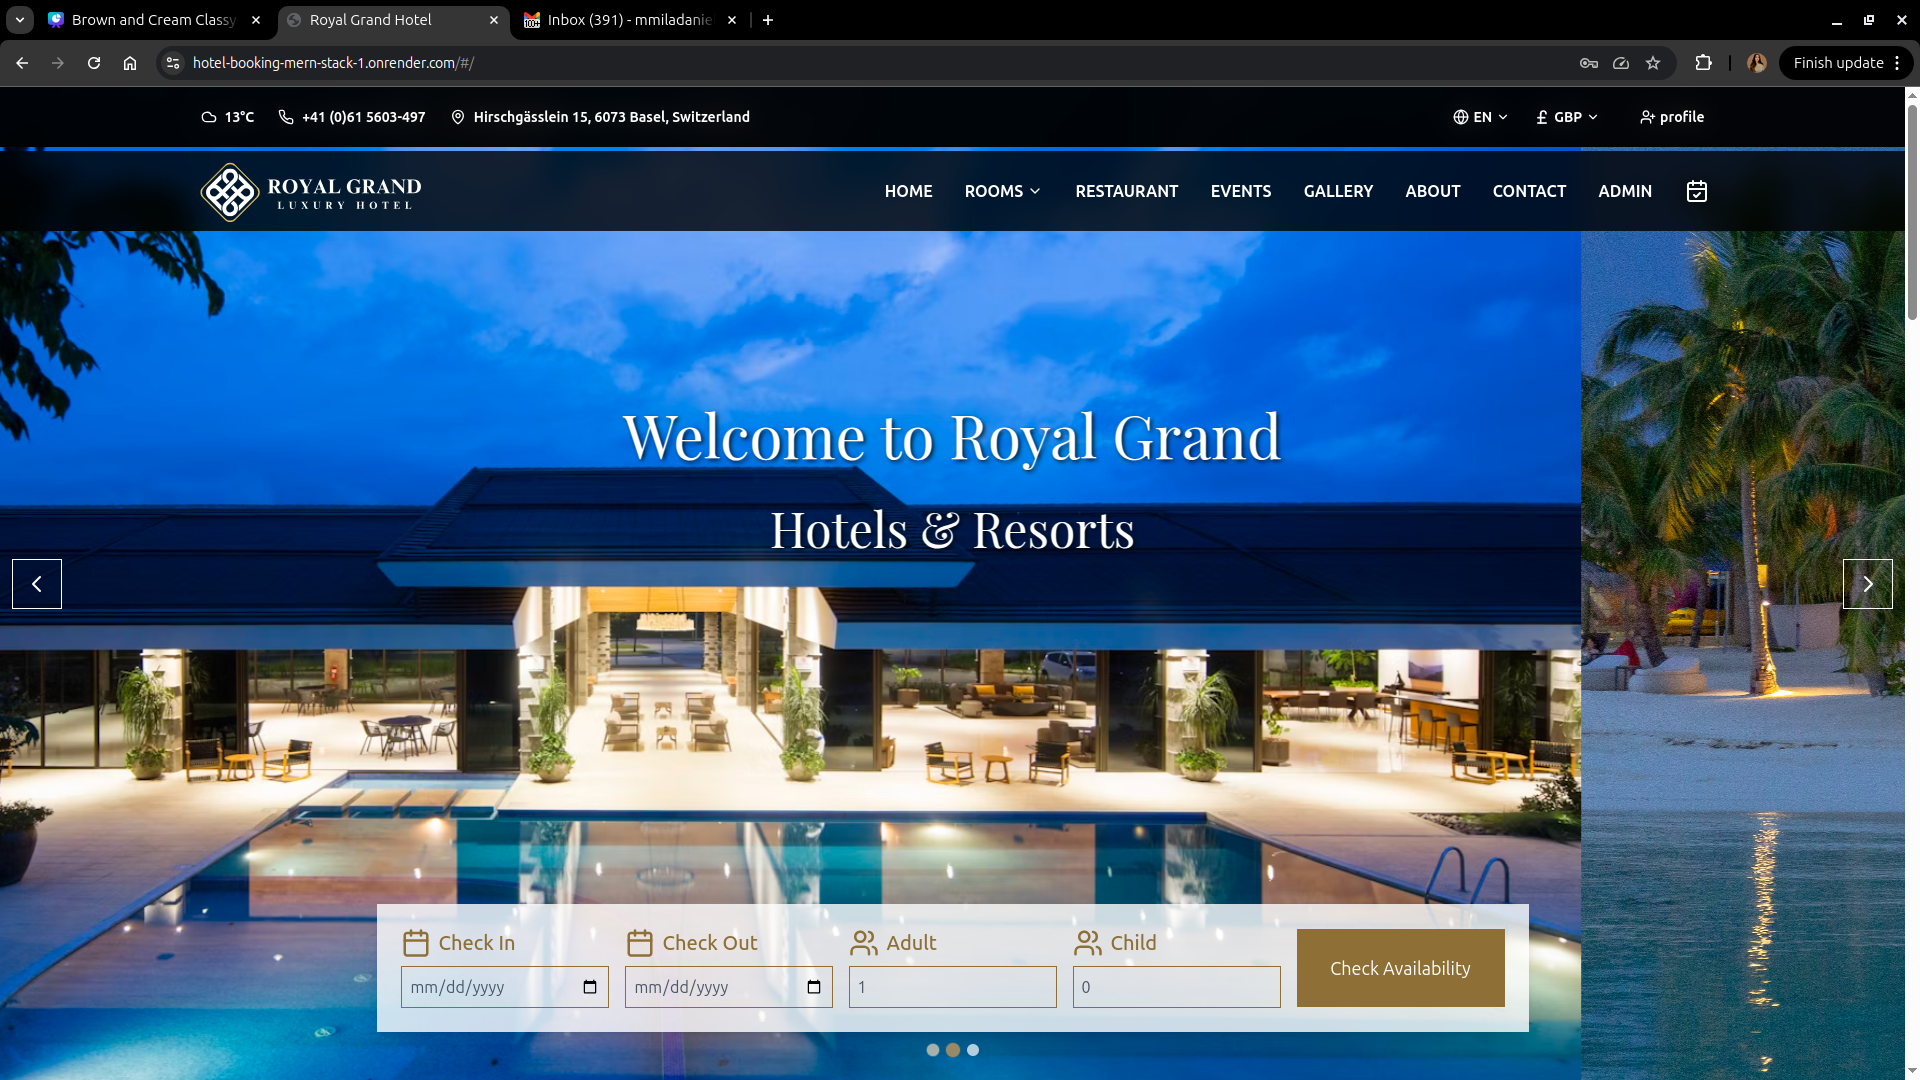 Brown and Cream Classy
Royal Grand Hotel
Inbox (391) - mmiladanie
hotel-booking-mern-stack-1.onrender.com/#/
Finish update
13°C
+41 (0)61 5603-497
Hirschgässlein 15, 6073 Basel, Switzerland
EN
£ GBP
profile
ROYAL GRAND
LUXURY HOTEL
HOME
ROOMS
RESTAURANT
EVENTS
GALLERY
ABOUT
CONTACT
ADMIN
Welcome to Royal Grand
Hotels & Resorts
Check In
Check Out
Adult
Child
mm/dd/yyyy
mm/dd/yyyy
1
0
Check Availability